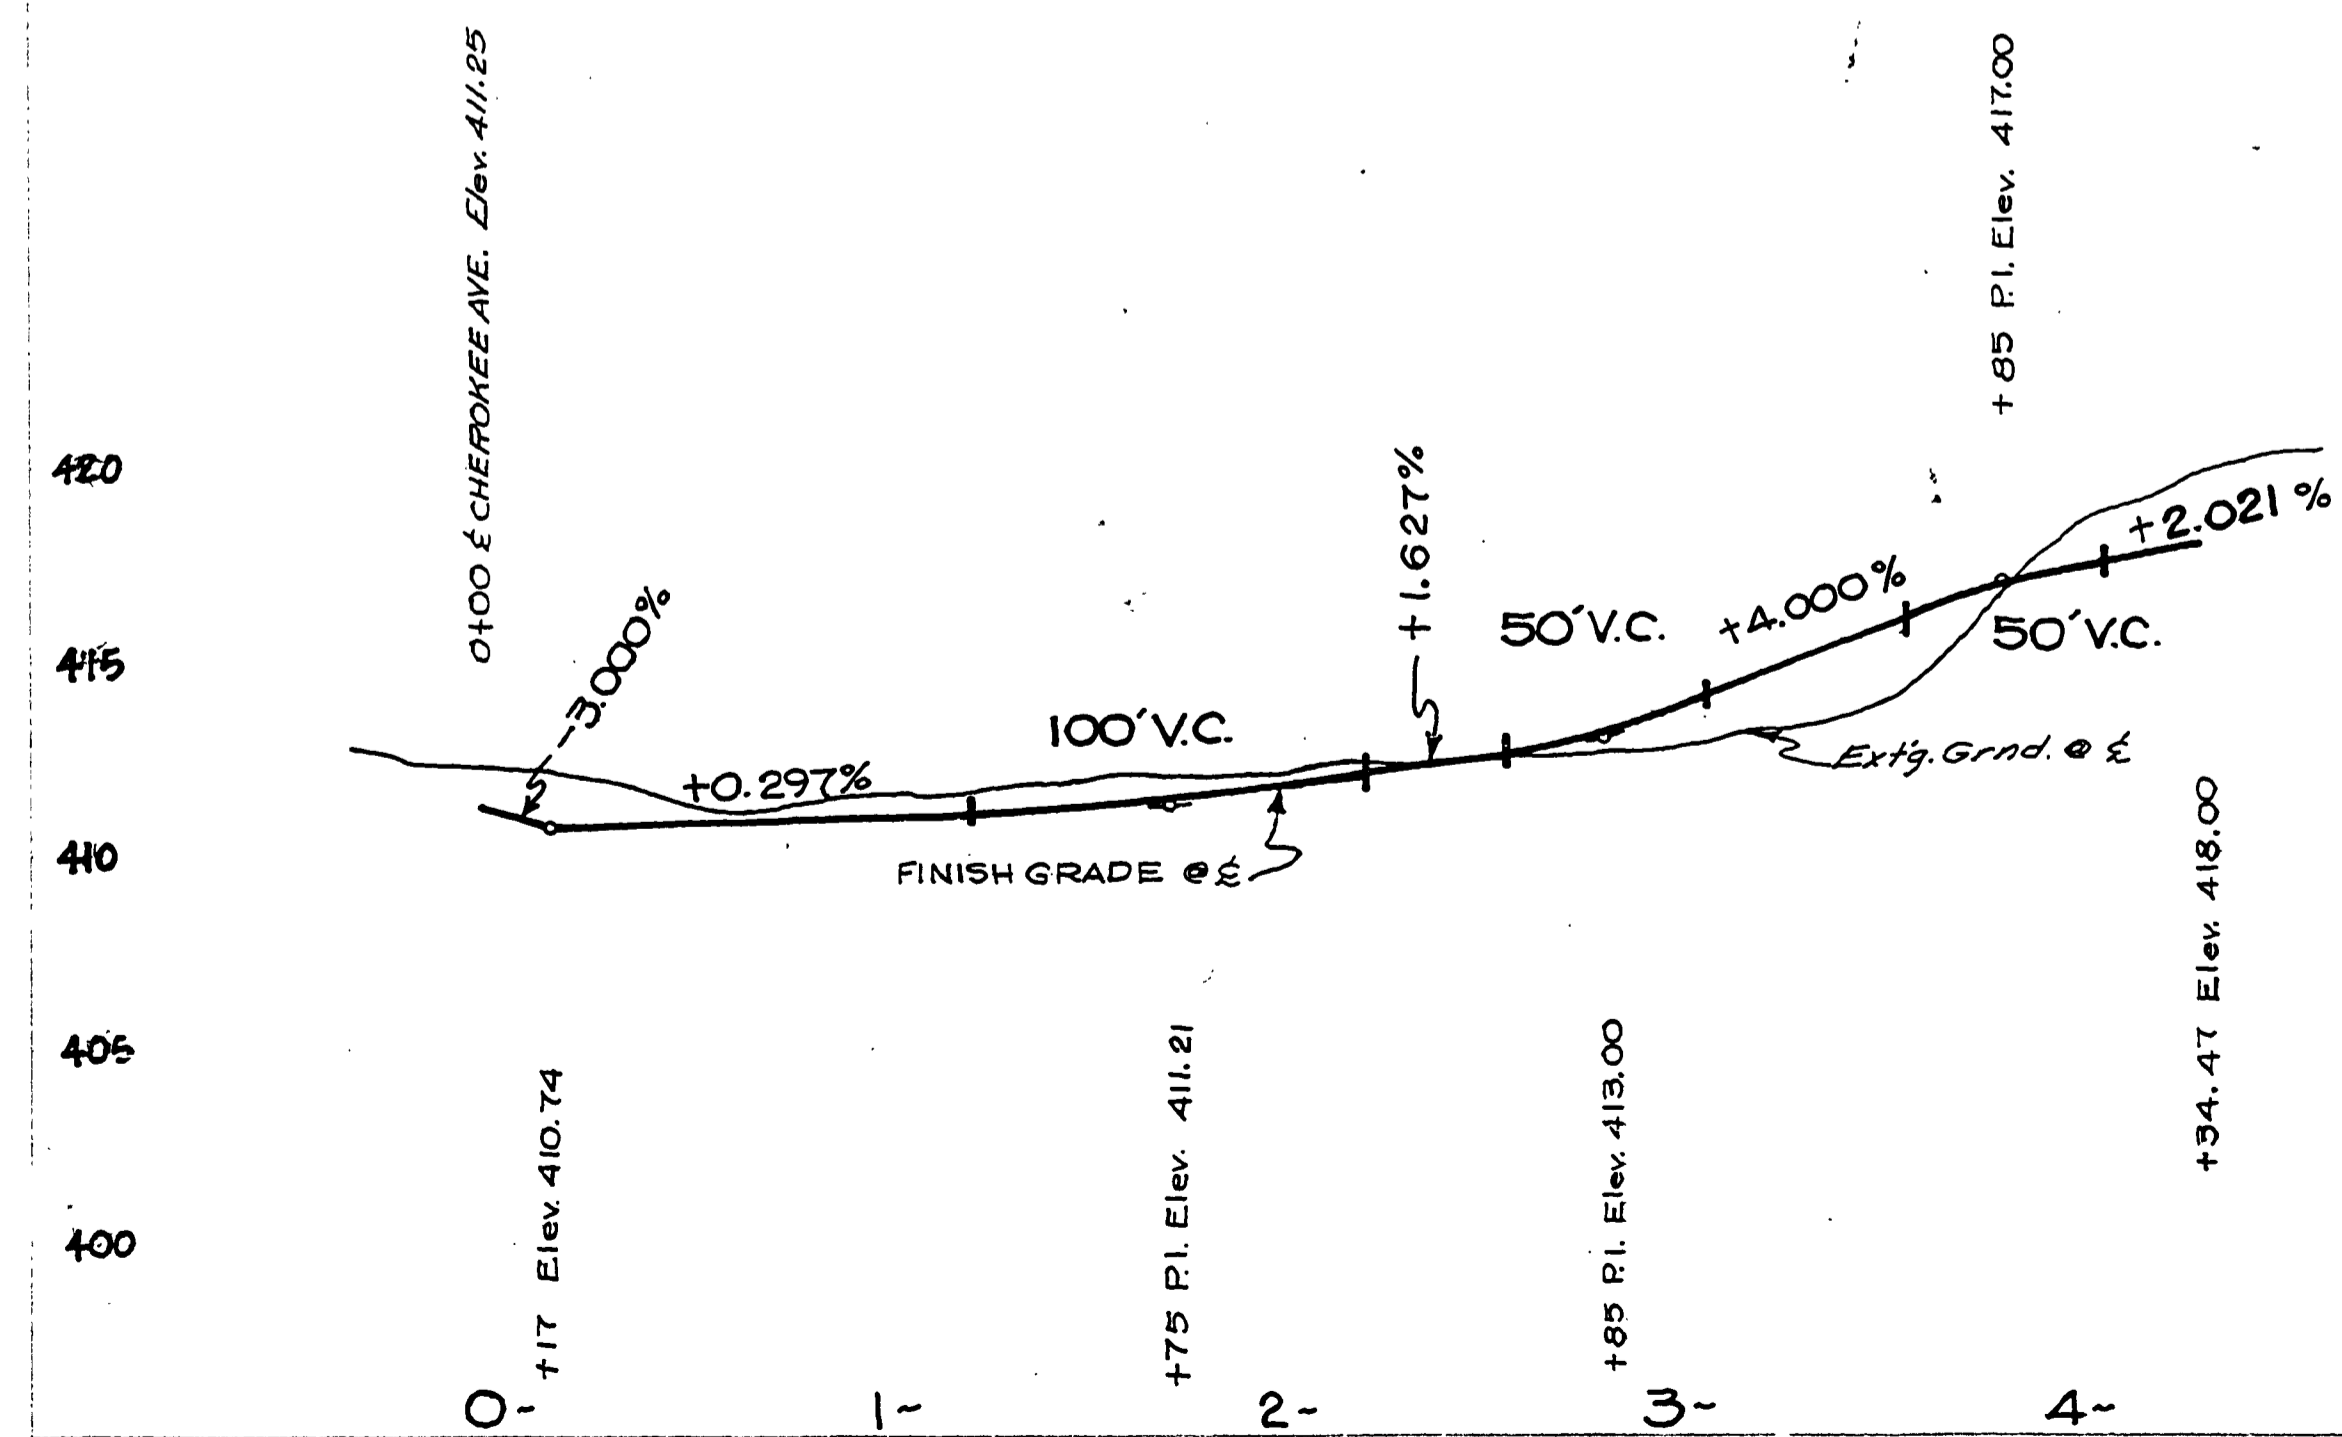 0+00 ⅊ CHEROKEE AVE. Elev. 411.25
+85 P.I. Elev. 417.00
420
415
410
405
400
-3.000%
+0.297%
100' V.C.
+1.627%
50' V.C.
+4.000%
50' V.C.
+2.021%
Ext'g. Grnd. @ ⅊
FINISH GRADE @ ⅊
+17 Elev. 410.74
+75 P.I. Elev. 411.21
+85 P.I. Elev. 413.00
+34.47 Elev. 418.00
0~
1~
2~
3~
4~